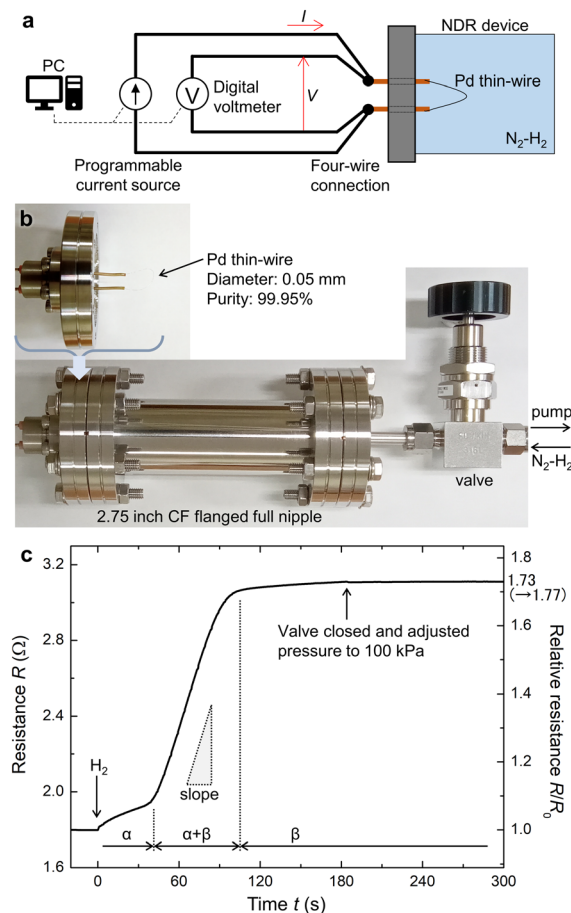 a
I
NDR device
PC
Pd thin-wire
V
Digital
voltmeter
V
N2-H2
Programmable
current source
Four-wire
connection
b
Pd thin-wire
Diameter: 0.05 mm
Purity: 99.95%
pump
N2-H2
valve
2.75 inch CF flanged full nipple
c
3.2
2.8
2.4
2.0
1.6
Resistance R (Ω)
1.8
1.6
1.4
1.2
1.0
Relative resistance R/R0
1.73
(→1.77)
Valve closed and adjusted
pressure to 100 kPa
H2
slope
α
α+β
β
0
60
120
180
240
300
Time t (s)